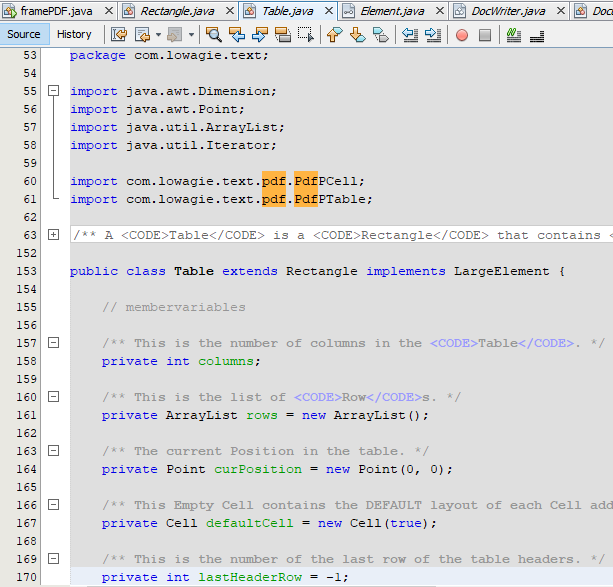 framePDF.java Rectangle.java Table.java Element.java DocWriter.java Doc
Source History
53 package com.lowagie.text;
54
55 import java.awt.Dimension;
56 import java.awt.Point;
57 import java.util.ArrayList;
58 import java.util.Iterator;
59
60 import com.lowagie.text.pdf.PdfPCell;
61 import com.lowagie.text.pdf.PdfPTable;
62
63 /** A <CODE>Table</CODE> is a <CODE>Rectangle</CODE> that contains <
152
153 public class Table extends Rectangle implements LargeElement {
154
155 // membervariables
156
157 /** This is the number of columns in the <CODE>Table</CODE>. */
158 private int columns;
159
160 /** This is the list of <CODE>Row</CODE>s. */
161 private ArrayList rows = new ArrayList();
162
163 /** The current Position in the table. */
164 private Point curPosition = new Point(0, 0);
165
166 /** This Empty Cell contains the DEFAULT layout of each Cell add
167 private Cell defaultCell = new Cell(true);
168
169 /** This is the number of the last row of the table headers. */
170 private int lastHeaderRow = -1;